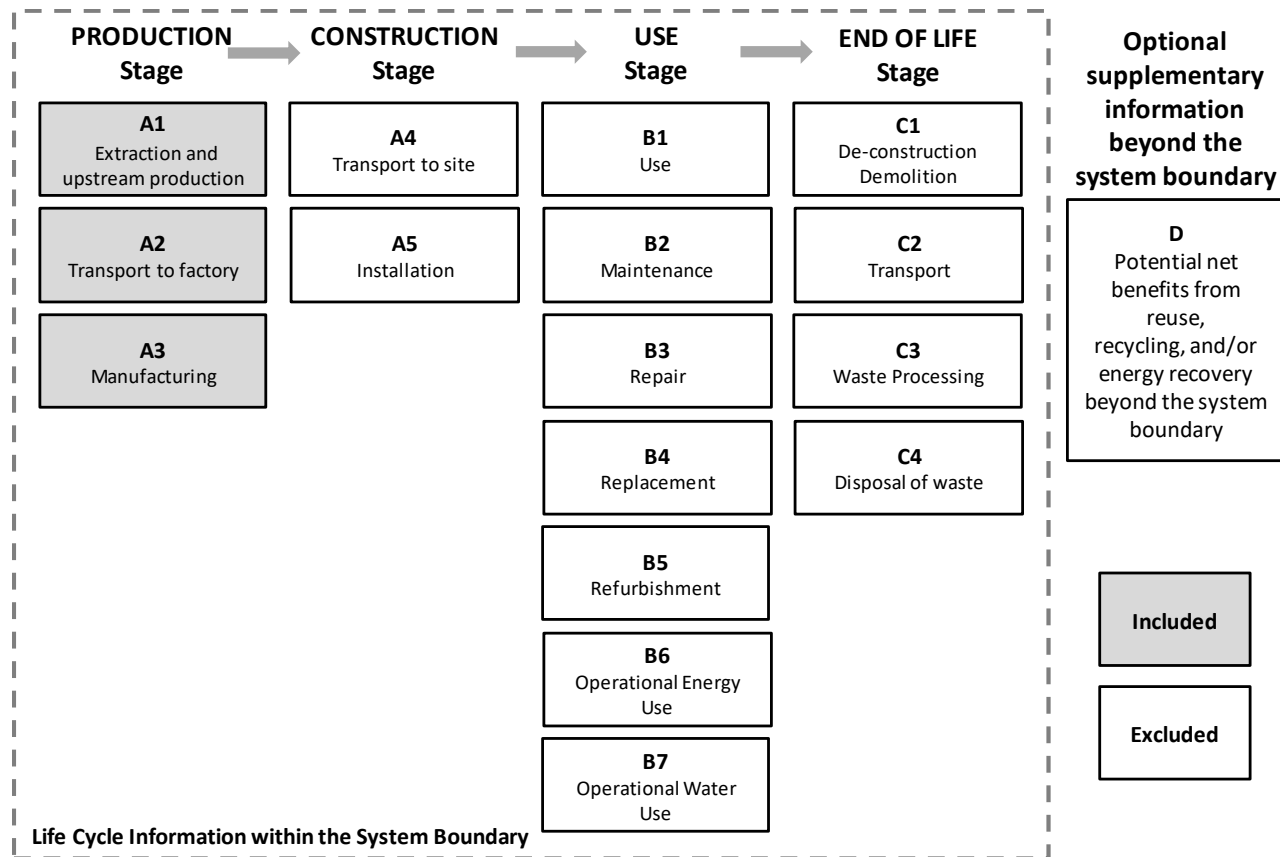 PRODUCTION
Stage
CONSTRUCTION
Stage
USE
Stage
END OF LIFE
Stage
A1
Extraction and
upstream production
A2
Transport to factory
A3
Manufacturing
A4
Transport to site
A5
Installation
B1
Use
B2
Maintenance
B3
Repair
B4
Replacement
B5
Refurbishment
B6
Operational Energy
Use
B7
Operational Water
Use
C1
De-construction
Demolition
C2
Transport
C3
Waste Processing
C4
Disposal of waste
Life Cycle Information within the System Boundary
Optional
supplementary
information
beyond the
system boundary
D
Potential net
benefits from
reuse,
recycling, and/or
energy recovery
beyond the system
boundary
Included
Excluded